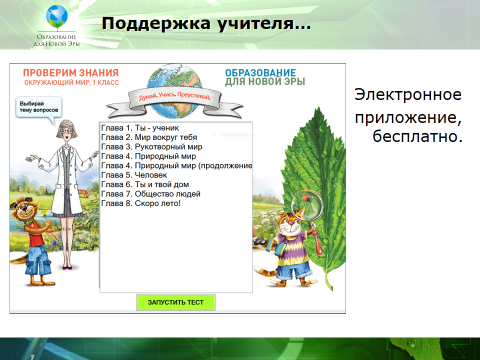 Образование
для Новой Эры
Поддержка учителя...
ПРОВЕРИМ ЗНАНИЯ
ОКРУЖАЮЩИЙ МИР, 1 КЛАСС
Думай. Учись. Преуспевай.
ОБРАЗОВАНИЕ
ДЛЯ НОВОЙ ЭРЫ
Выбирай
тему вопросов
Глава 1. Ты - ученик
Глава 2. Мир вокруг тебя
Глава 3. Рукотворный мир
Глава 4. Природный мир
Глава 4. Природный мир (продолжение
Глава 5. Человек
Глава 6. Ты и твой дом
Глава 7. Общество людей
Глава 8. Скоро лето!
ЗАПУСТИТЬ ТЕСТ
Электронное
приложение,
бесплатно.